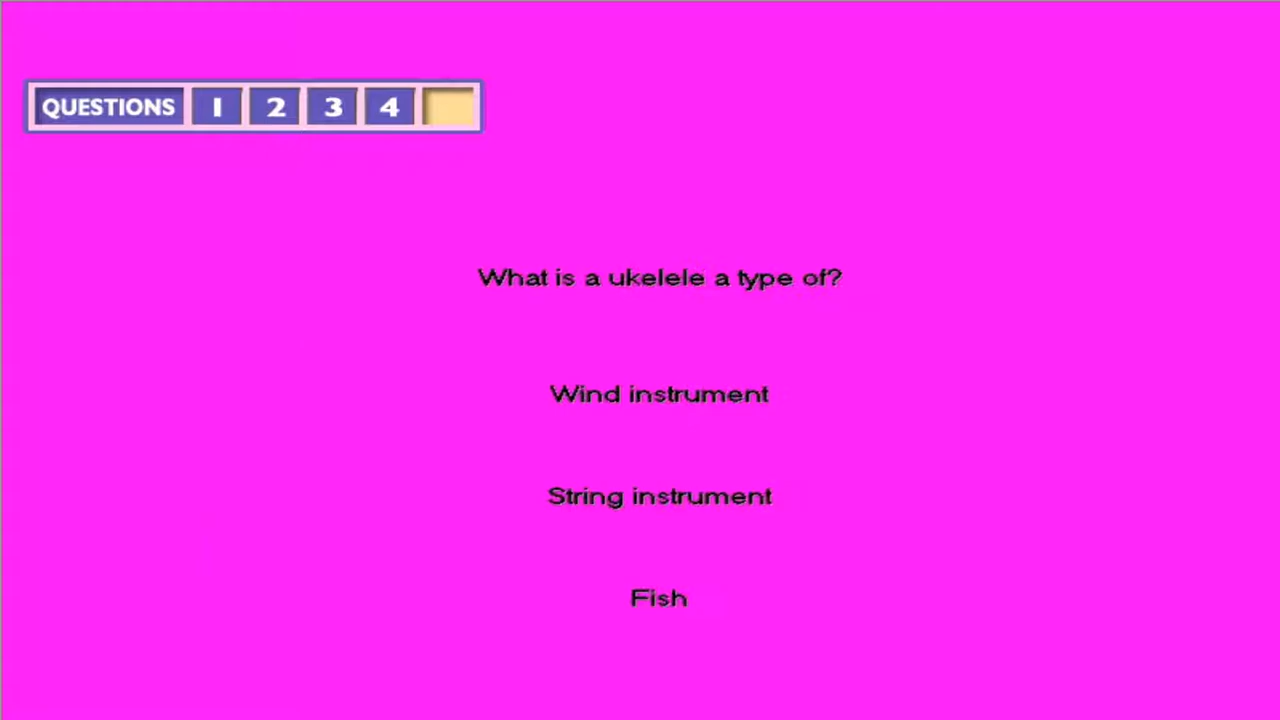 QUESTIONS 1 2 3 4
What is a ukelele a type of?
Wind instrument
String instrument
Fish